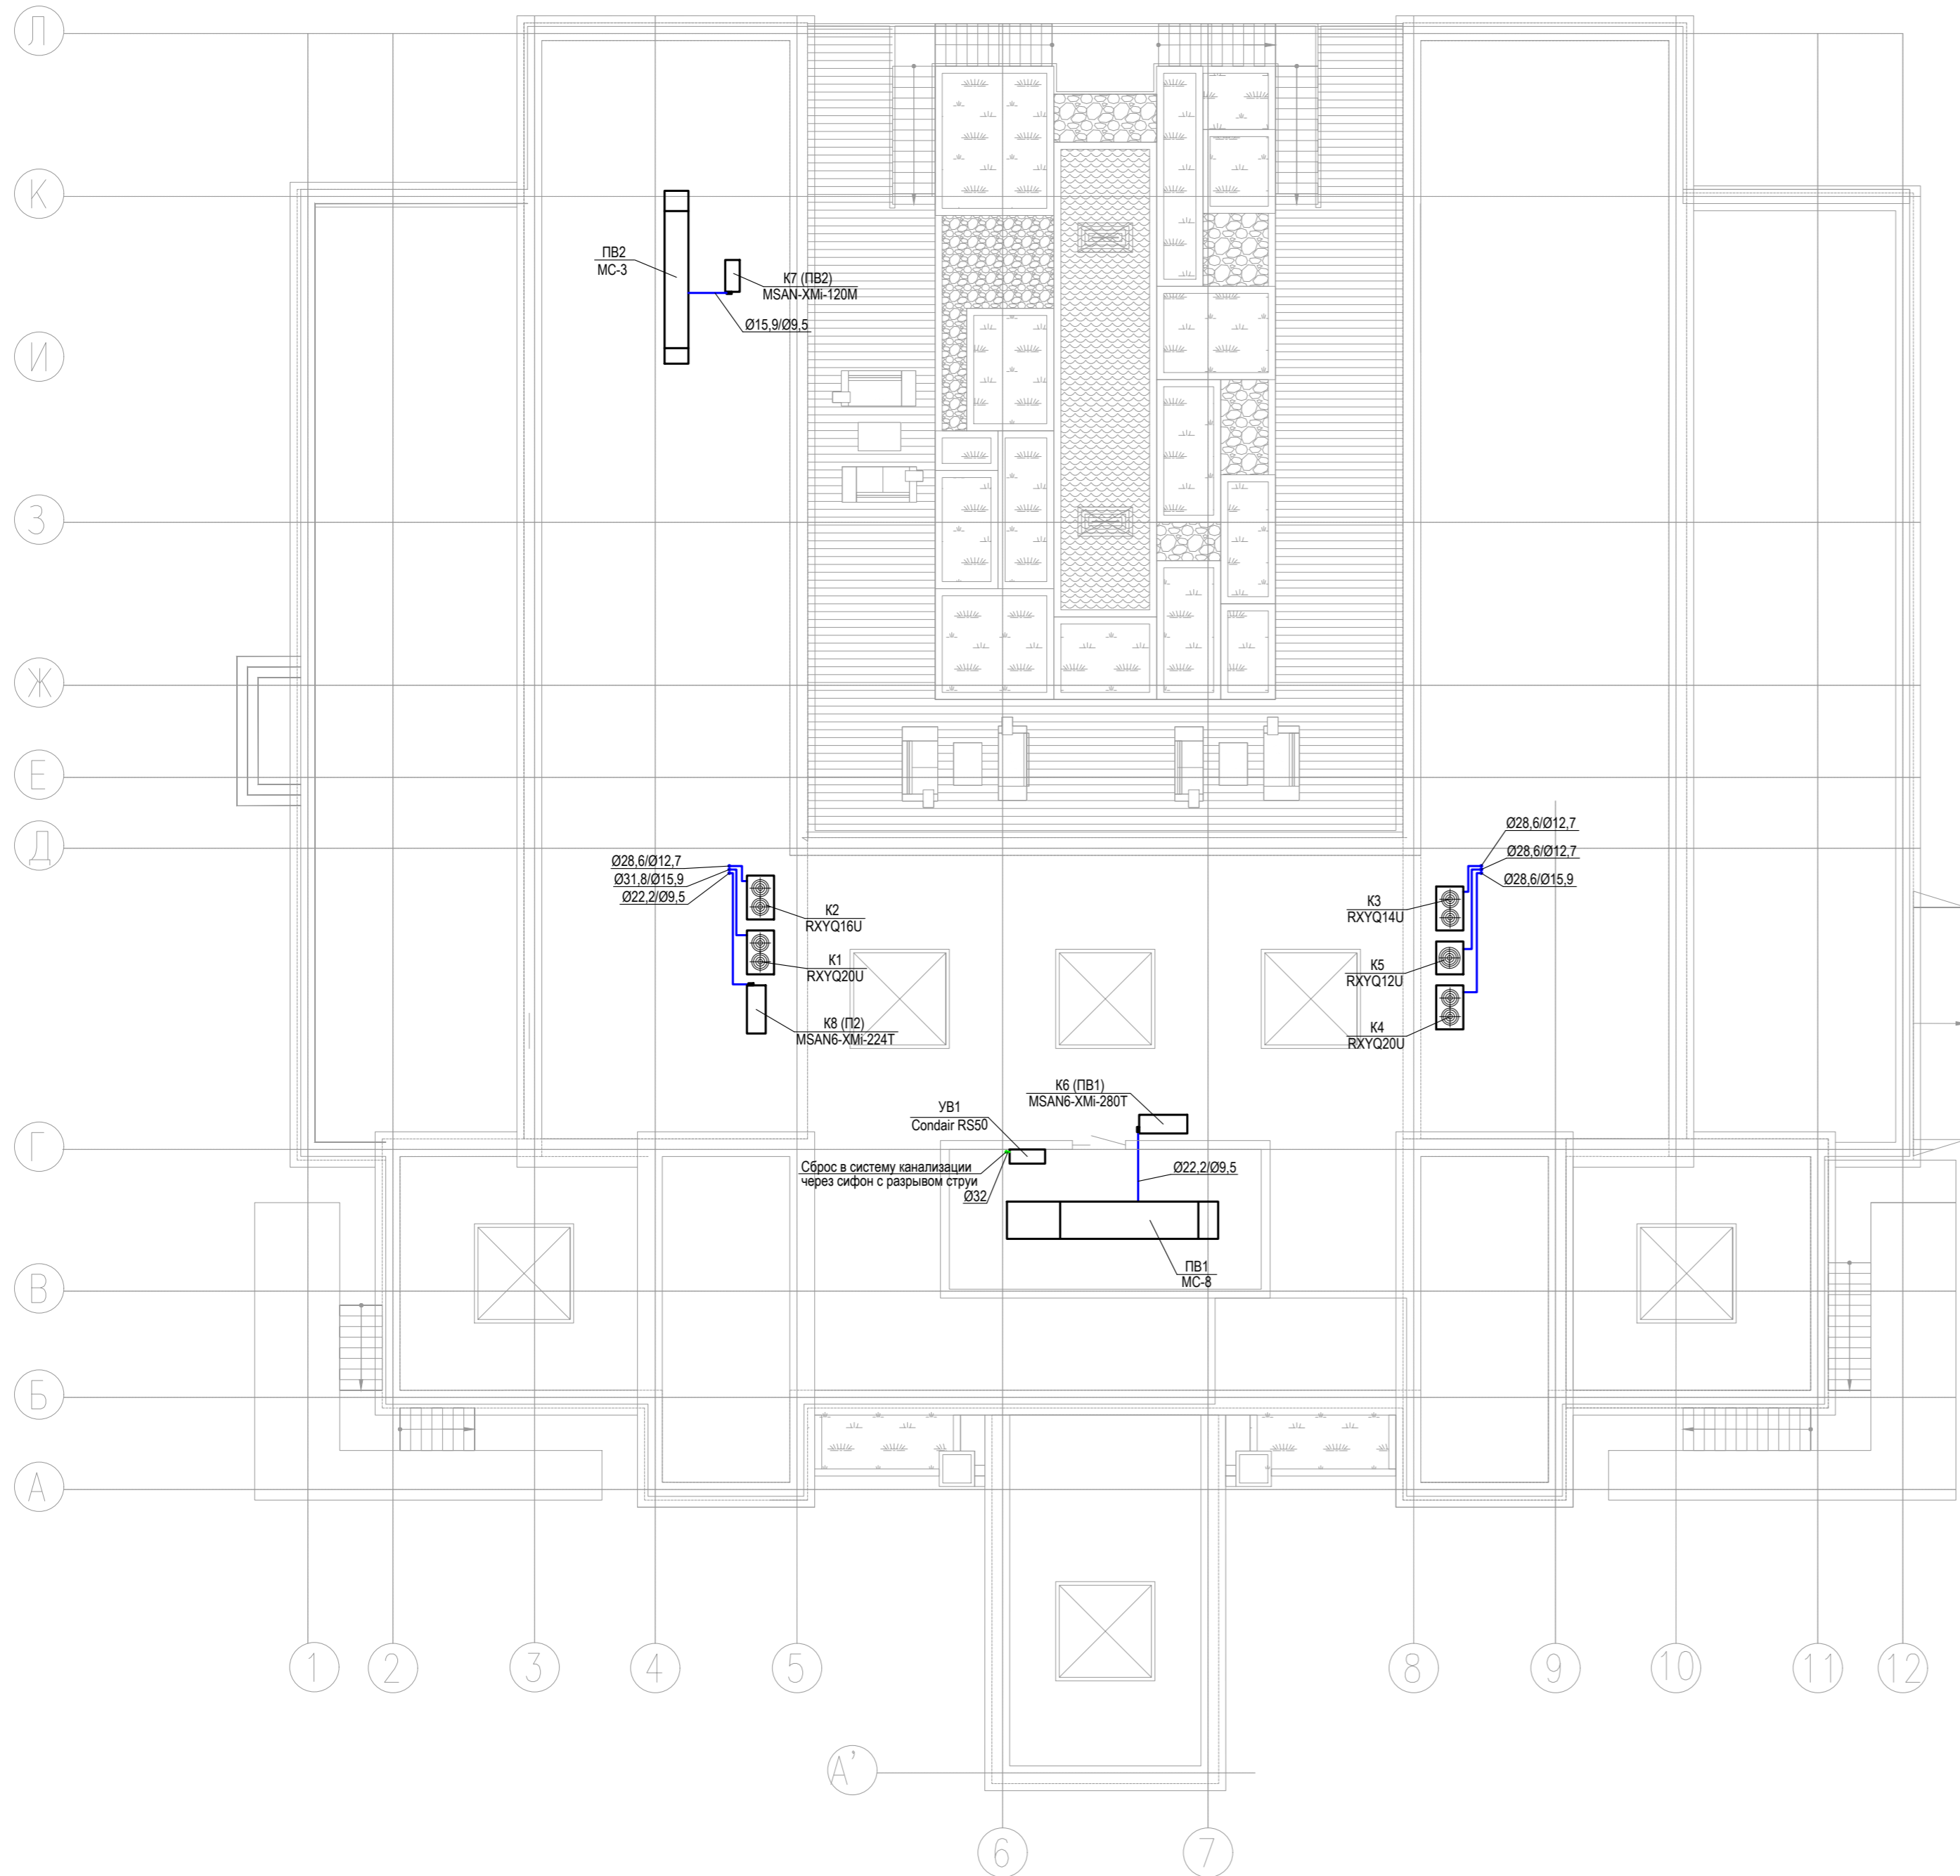 Л
К
ПВ2
МС-3
К7 (ПВ2)
MSAN-XMi-120M
Ø15,9/Ø9,5
И
З
Ж
Е
Д
Ø28,6/Ø12,7
Ø31,8/Ø15,9
Ø22,2/Ø9,5
К2
RXYQ16U
К1
RXYQ20U
К8 (П2)
MSAN6-XMi-224T
Ø28,6/Ø12,7
Ø28,6/Ø12,7
Ø28,6/Ø15,9
К3
RXYQ14U
К5
RXYQ12U
К4
RXYQ20U
К6 (ПВ1)
MSAN6-XMi-280T
УВ1
Condair RS50
Г
Сброс в систему канализации
через сифон с разрывом струи
Ø32
Ø22,2/Ø9,5
ПВ1
МС-8
В
Б
А
1
2
3
4
5
8
9
10
11
12
А'
6
7